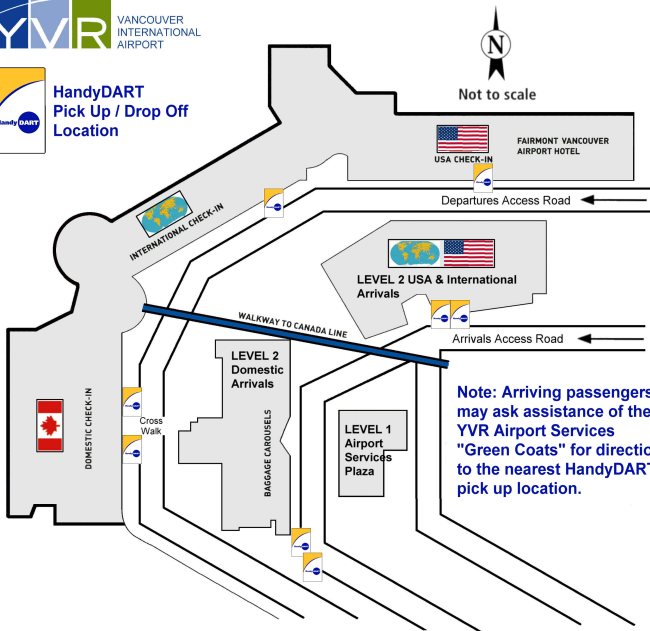 YVR
VANCOUVER
INTERNATIONAL
AIRPORT
HandyDART
Pick Up / Drop Off
Location
Handy DART
N
Not to scale
USA CHECK-IN
FAIRMONT VANCOUVER
AIRPORT HOTEL
Departures Access Road
INTERNATIONAL CHECK-IN
LEVEL 2 USA & International
Arrivals
WALKWAY TO CANADA LINE
Arrivals Access Road
LEVEL 2
Domestic
Arrivals
DOMESTIC CHECK-IN
Cross
Walk
BAGGAGE CAROUSELS
LEVEL 1
Airport
Services
Plaza
Note: Arriving passengers
may ask assistance of the
YVR Airport Services
"Green Coats" for directio
to the nearest HandyDART
pick up location.